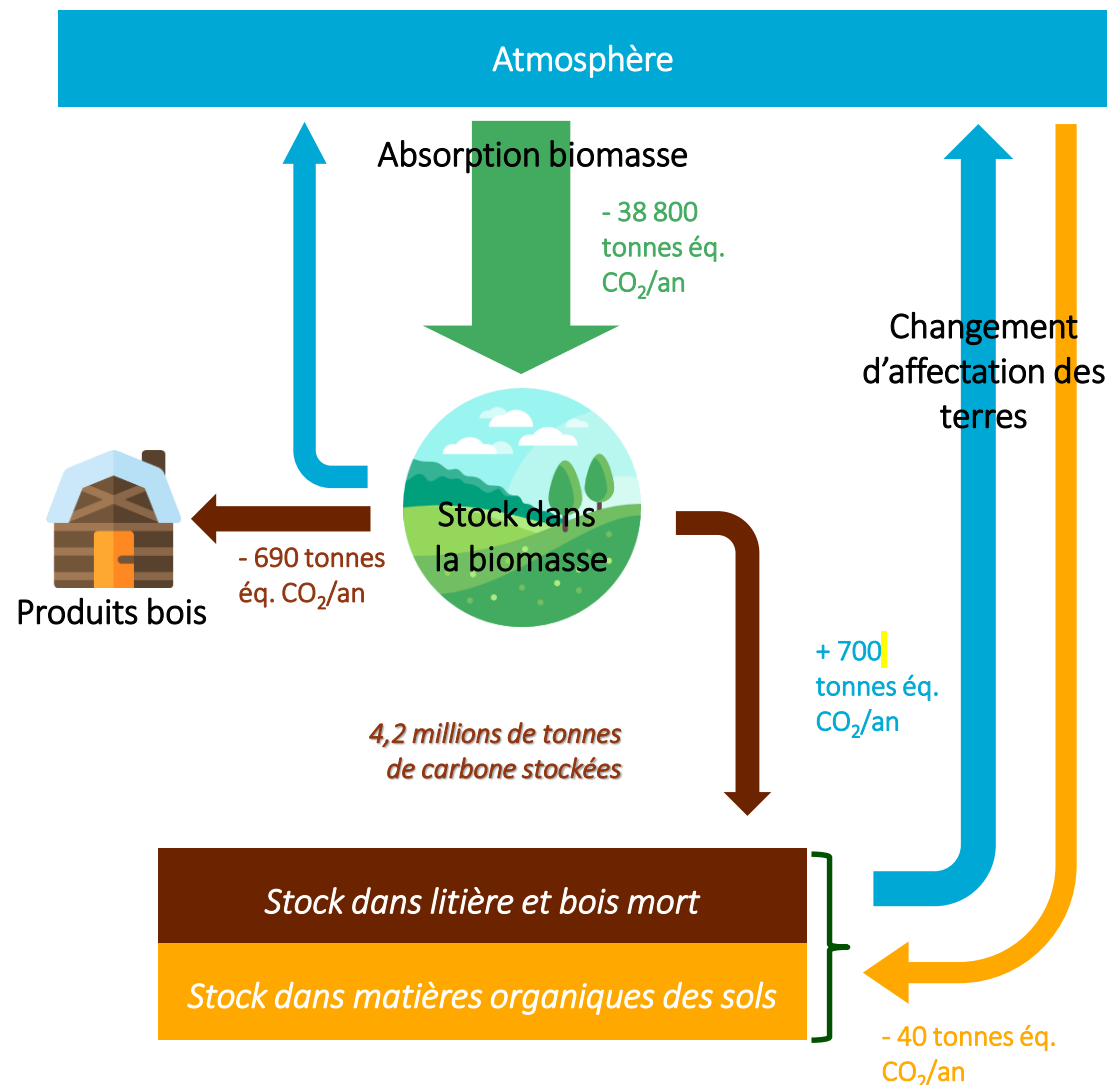 Atmosphère
Absorption biomasse
- 38 800
tonnes éq.
CO₂/an
Changement
d’affectation des
terres
Stock dans
la biomasse
- 690 tonnes
éq. CO₂/an
Produits bois
+ 700
tonnes éq.
CO₂/an
4,2 millions de tonnes
de carbone stockées
Stock dans litière et bois mort
Stock dans matières organiques des sols
- 40 tonnes éq.
CO₂/an